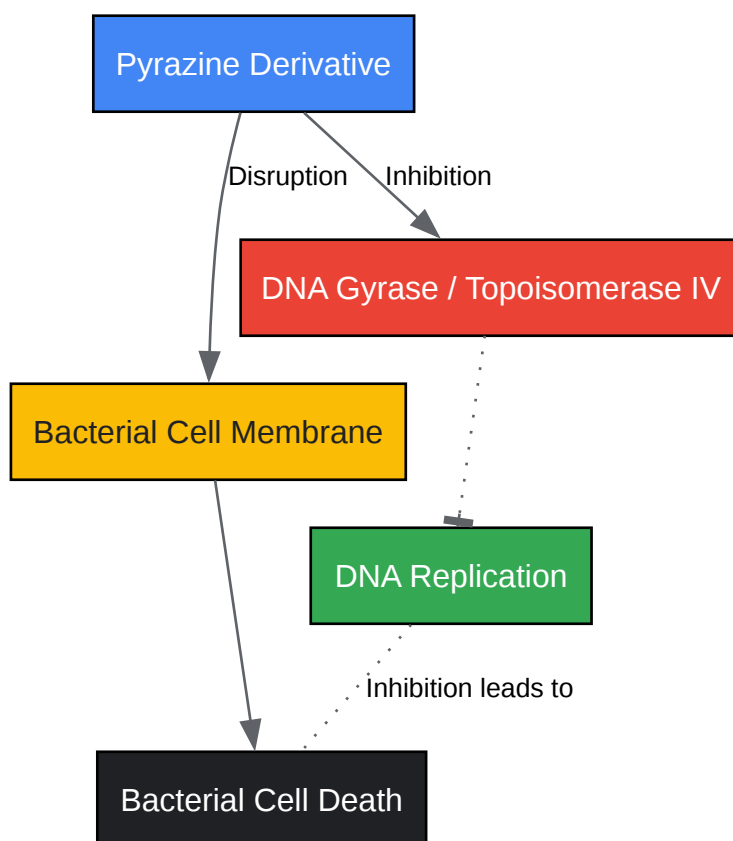 Pyrazine Derivative
Disruption
Inhibition
DNA Gyrase / Topoisomerase IV
Bacterial Cell Membrane
DNA Replication
Inhibition leads to
Bacterial Cell Death